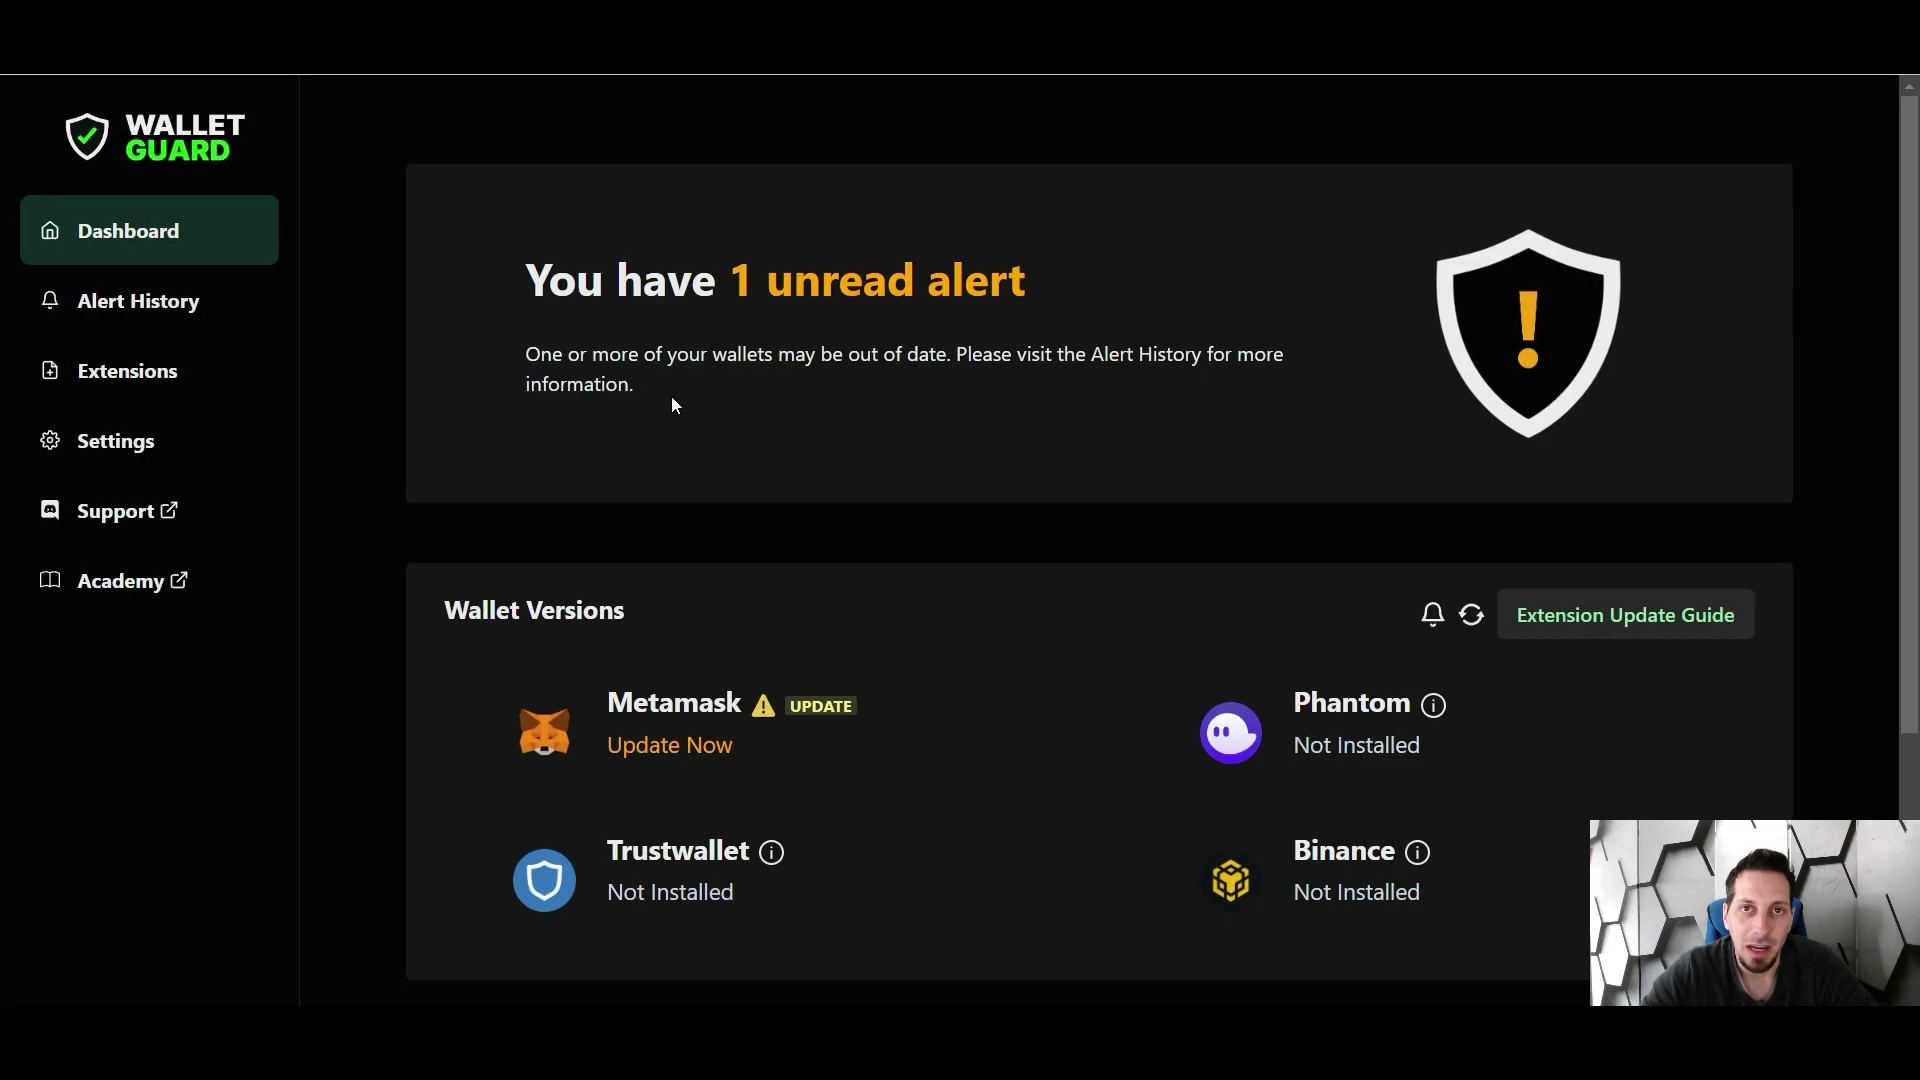 WALLET
GUARD
Dashboard
Alert History
Extensions
Settings
Support
Academy
You have 1 unread alert
One or more of your wallets may be out of date. Please visit the Alert History for more
information.
Wallet Versions
Extension Update Guide
Metamask UPDATE
Update Now
Phantom
Not Installed
Trustwallet
Not Installed
Binance
Not Installed